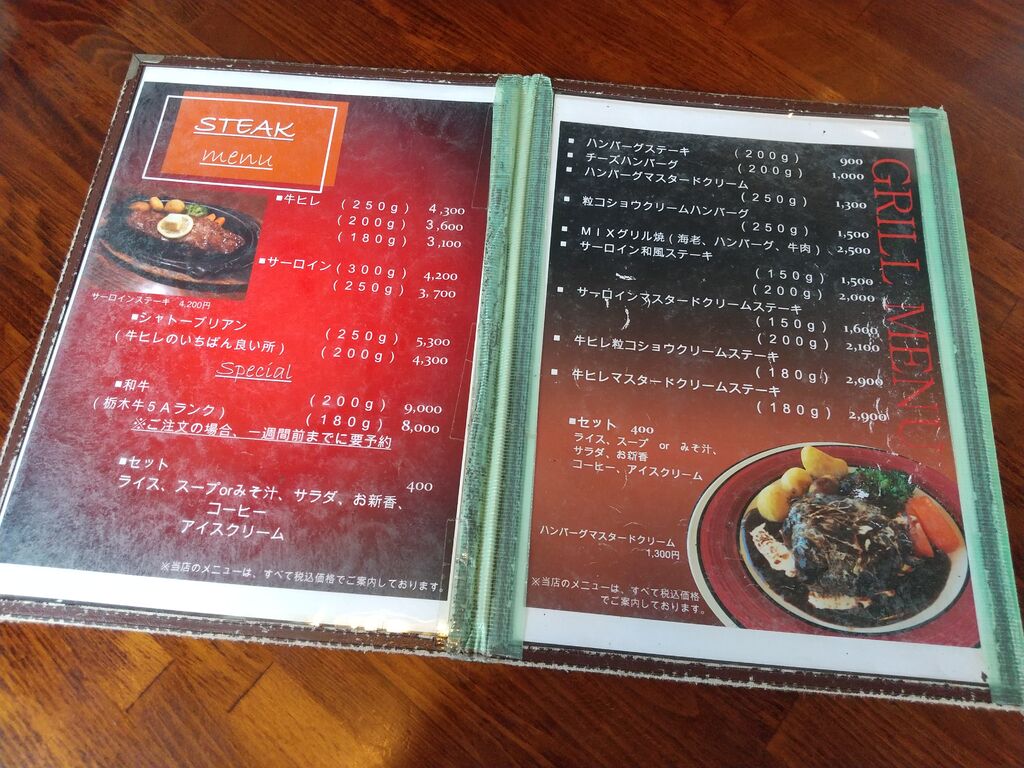 STEAK
menu
■牛ヒレ （２５０ｇ） 4,300
（２００ｇ） 3,600
（１８０ｇ） 3,100
■サーロイン（３００ｇ） 4,200
（２５０ｇ） 3,700
サーロインステーキ 4,200円
■シャトーブリアン （２５０ｇ） 5,300
（牛ヒレのいちばん良い所） （２００ｇ） 4,300
Special
■和牛 （２００ｇ） 9,000
（栃木牛５Ａランク） （１８０ｇ） 8,000
※ご注文の場合、一週間前までに要予約
■セット 400
ライス、スープorみそ汁、サラダ、お新香、
コーヒー
アイスクリーム
※当店のメニューは、すべて税込価格でご案内しております。
GRILL MENU
■ ハンバーグステーキ （２００ｇ） 900
■ チーズハンバーグ （２００ｇ） 1,000
■ ハンバーグマスタードクリーム
（２５０ｇ） 1,300
■ 粒コショウクリームハンバーグ
（２５０ｇ） 1,500
■ ＭＩＸグリル焼（海老、ハンバーグ、牛肉） 2,500
■ サーロイン和風ステーキ
（１５０ｇ） 1,500
（２００ｇ） 2,000
■ サーロインマスタードクリームステーキ
（１５０ｇ） 1,600
（２００ｇ） 2,100
■ 牛ヒレ粒コショウクリームステーキ
（１８０ｇ） 2,900
■ 牛ヒレマスタードクリームステーキ
（１８０ｇ） 2,900
■セット 400
ライス、スープ or みそ汁、
サラダ、お新香
コーヒー、アイスクリーム
ハンバーグマスタードクリーム
1,300円
※当店のメニューは、すべて税込価格
でご案内しております。